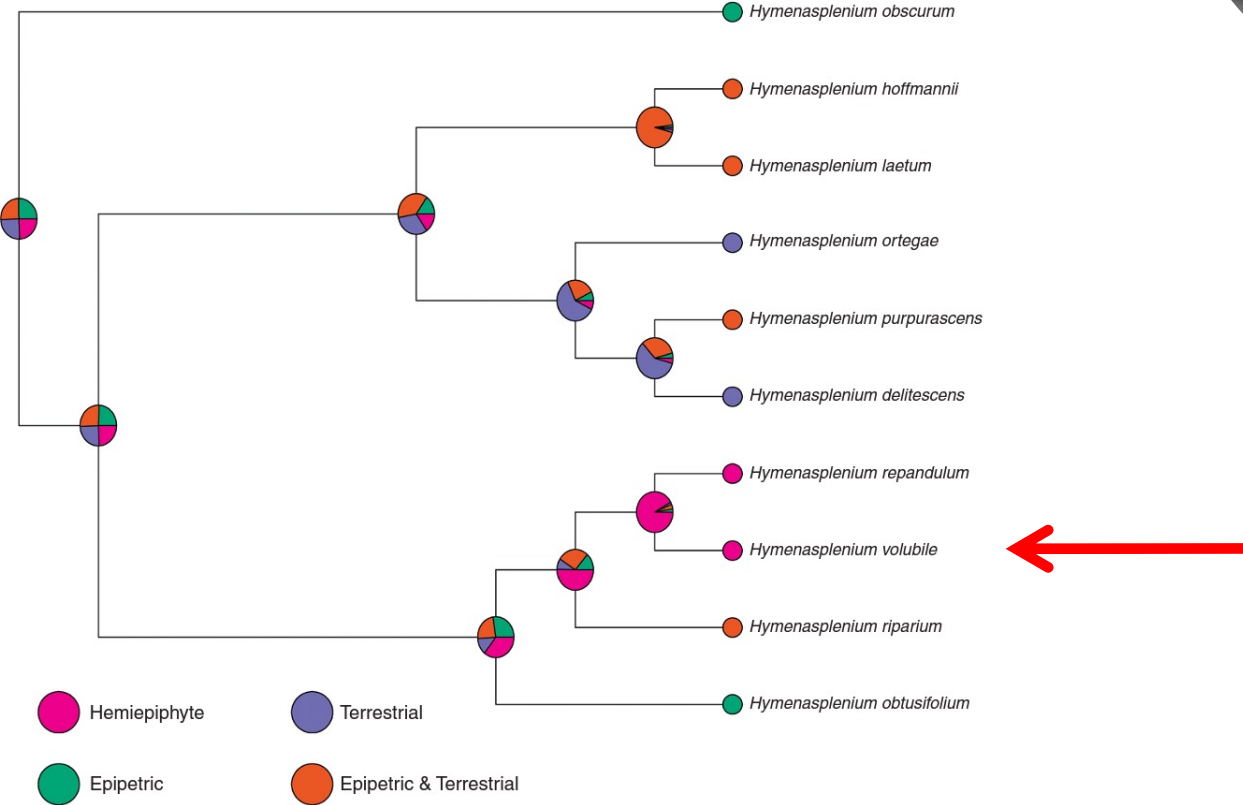 Hymenasplenium obscurum
Hymenasplenium hoffmannii
Hymenasplenium laetum
Hymenasplenium ortegae
Hymenasplenium purpurascens
Hymenasplenium delitescens
Hymenasplenium repandulum
Hymenasplenium volubile
Hymenasplenium riparium
Hymenasplenium obtusifolium
Hemiepiphyte
Terrestrial
Epipetric
Epipetric & Terrestrial